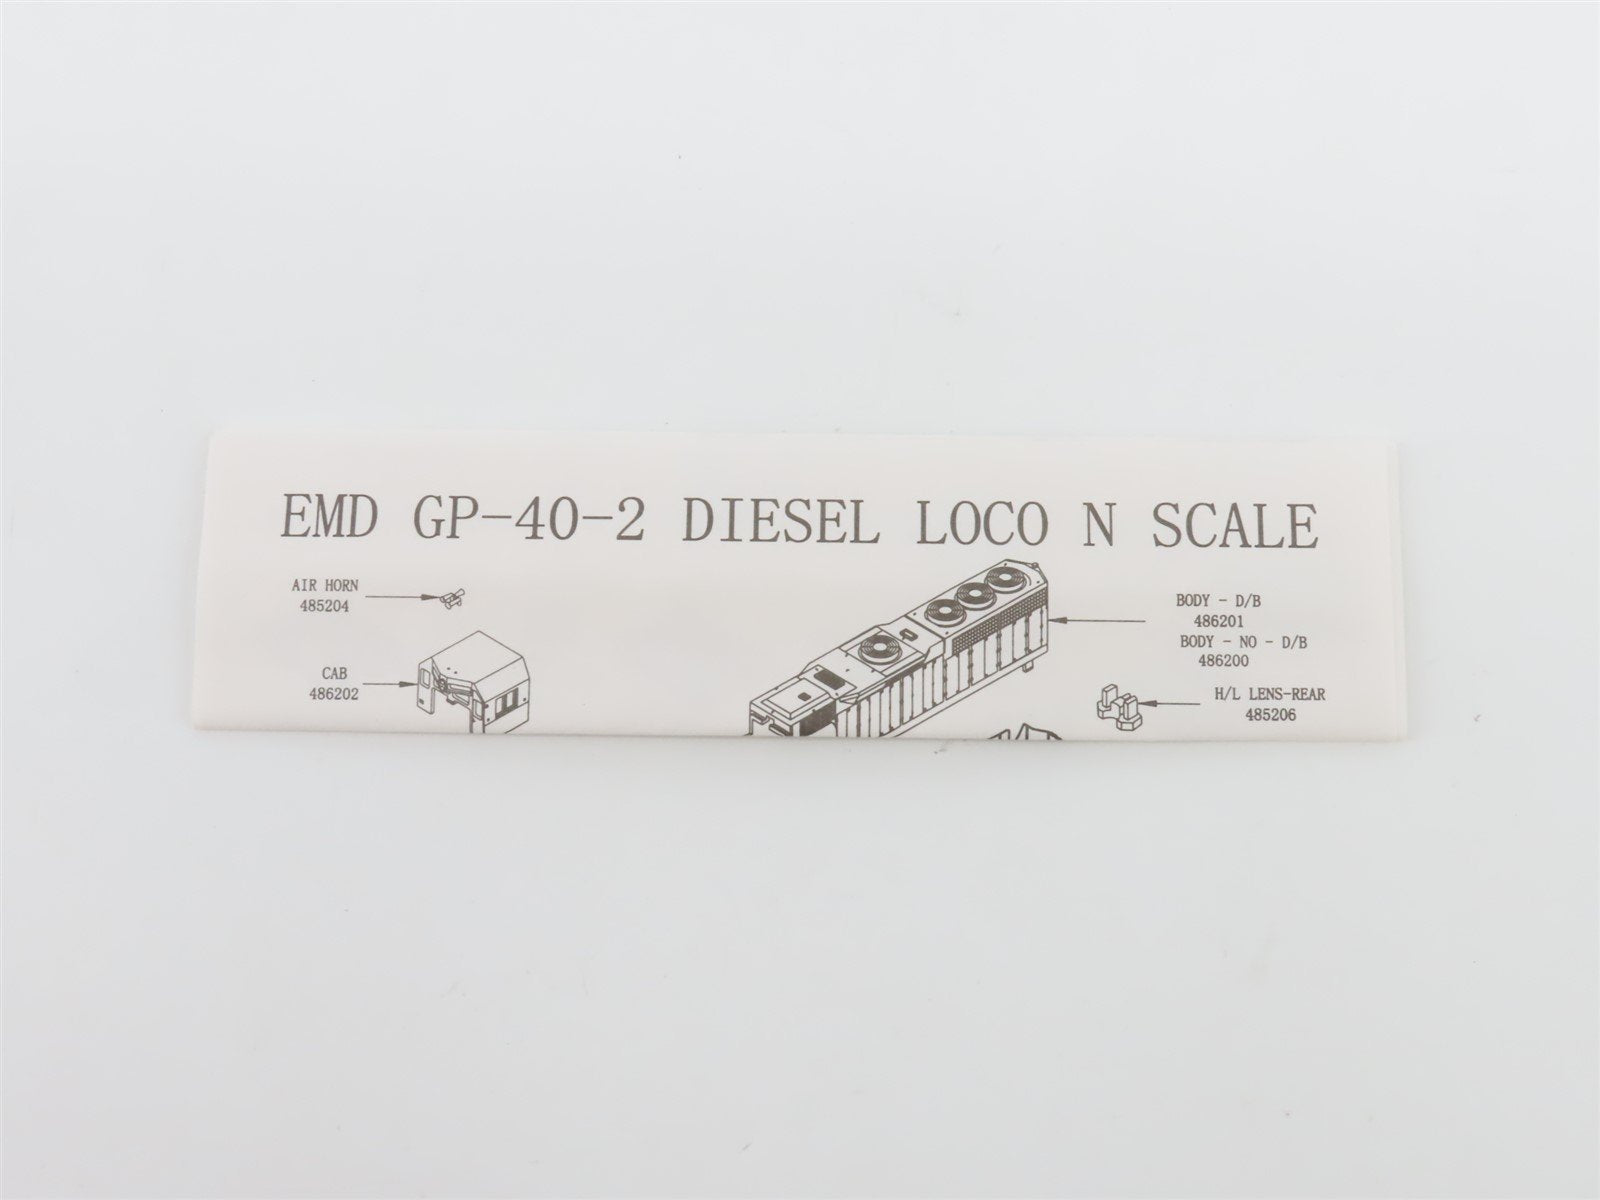 EMD GP-40-2 DIESEL LOCO N SCALE
AIR HORN
485204
CAB
486202
BODY - D/B
486201
BODY - NO - D/B
486200
H/L LENS-REAR
485206